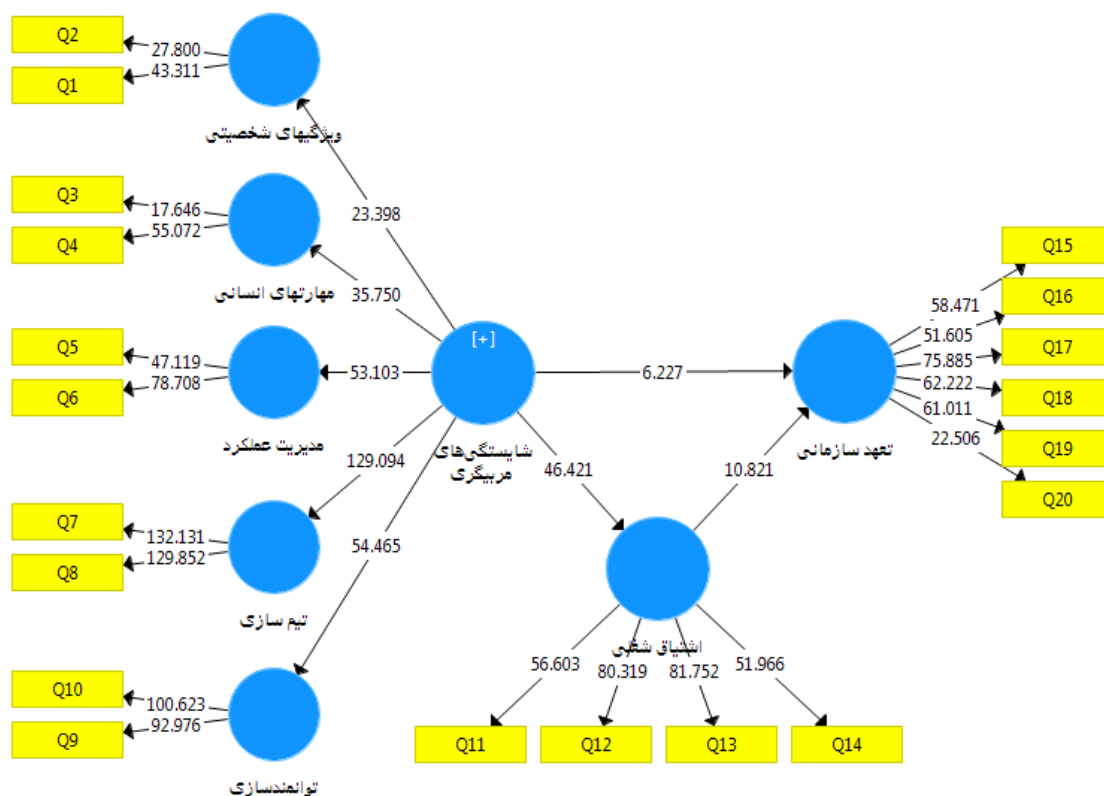 Q2
27.800
Q1
43.311
ویژگیهای شخصیتی
23.398
Q3
17.646
Q4
55.072
مهارتهای انسانی
35.750
Q5
47.119
Q6
78.708
مدیریت عملکرد
53.103
Q7
132.131
Q8
129.852
تیم سازی
129.094
Q10
100.623
Q9
92.976
توانمندسازی
54.465
[+]
شایستگی‌های
مربیگری
6.227
46.421
10.821
تعهد سازمانی
Q15
58.471
Q16
51.605
Q17
75.885
Q18
62.222
Q19
61.011
Q20
22.506
اشتیاق شغلی
56.603
80.319
81.752
51.966
Q11
Q12
Q13
Q14